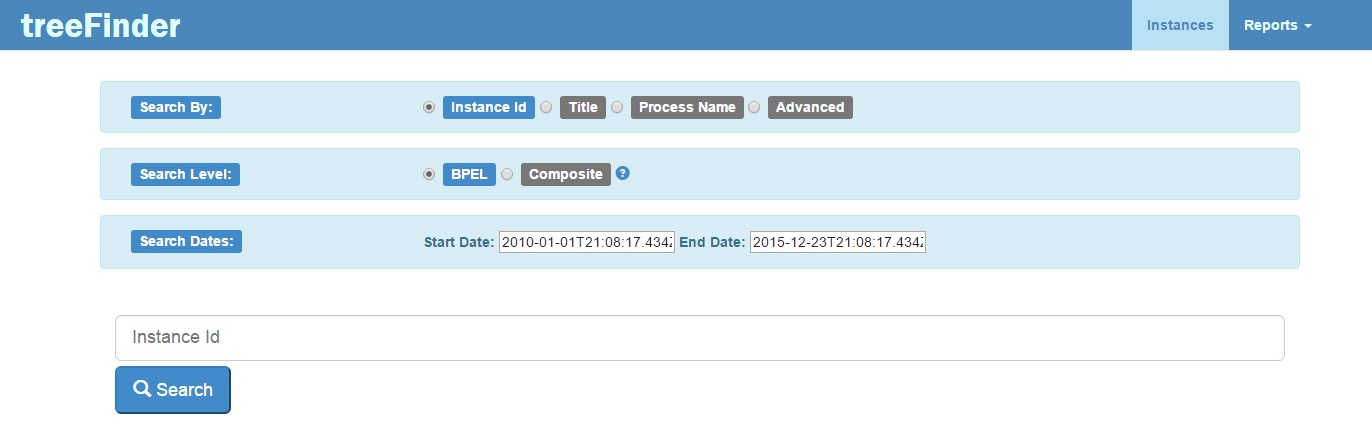 treeFinder Instances Reports
Search By: Instance Id Title Process Name Advanced
Search Level: BPEL Composite ?
Search Dates: Start Date: 2010-01-01T21:08:17.434Z End Date: 2015-12-23T21:08:17.434Z
Instance Id
Search